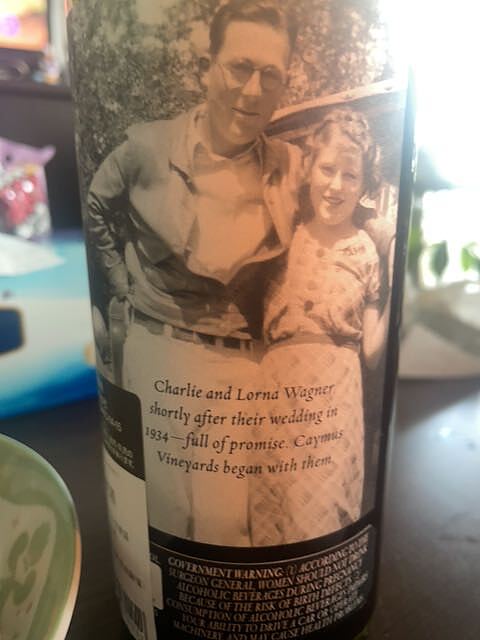 Charlie and Lorna Wagner
shortly after their wedding in
1934—full of promise. Caymus
Vineyards began with them.
GOVERNMENT WARNING: (1) ACCORDING TO THE
SURGEON GENERAL, WOMEN SHOULD NOT DRINK
ALCOHOLIC BEVERAGES DURING PREGNANCY
BECAUSE OF THE RISK OF BIRTH DEFECTS.
CONSUMPTION OF ALCOHOLIC BEVERAGES
YOUR ABILITY TO DRIVE A CAR OR OPERATE
MACHINERY AND MAY CAUSE HEALTH PROBLEMS